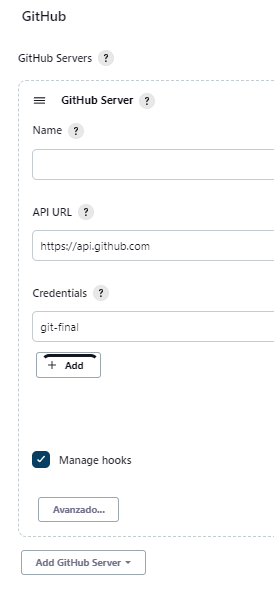 GitHub
GitHub Servers ?
GitHub Server ?
Name ?
API URL ?
https://api.github.com
Credentials ?
git-final
+ Add
Manage hooks
Avanzado...
Add GitHub Server